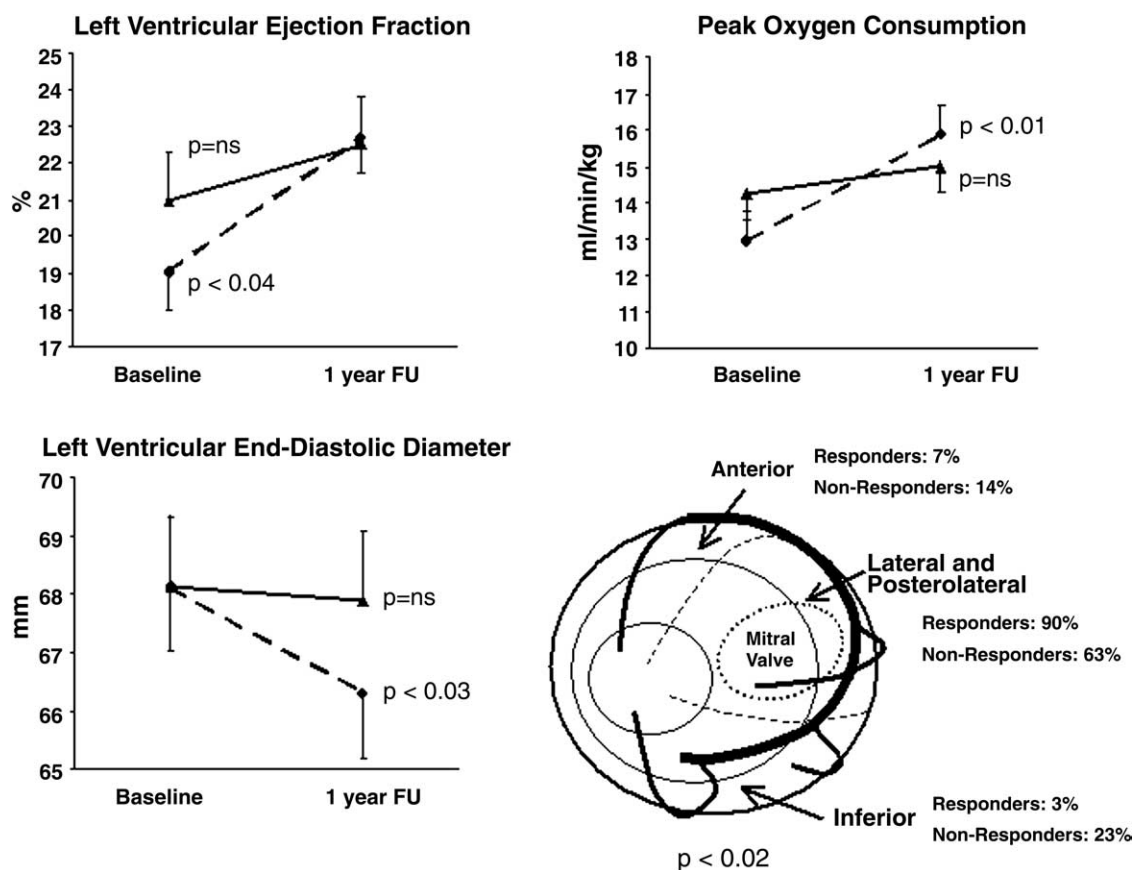 Left Ventricular Ejection Fraction
25
24
23
22
21
20
19
18
17
%
p=ns
p < 0.04
Baseline
1 year FU
Peak Oxygen Consumption
18
17
16
15
14
13
12
11
10
ml/min/kg
p < 0.01
p=ns
Baseline
1 year FU
Left Ventricular End-Diastolic Diameter
70
69
68
67
66
65
mm
p=ns
p < 0.03
Baseline
1 year FU
Anterior
Responders: 7%
Non-Responders: 14%
Lateral and
Posterolateral
Responders: 90%
Non-Responders: 63%
Mitral
Valve
Inferior
Responders: 3%
Non-Responders: 23%
p < 0.02